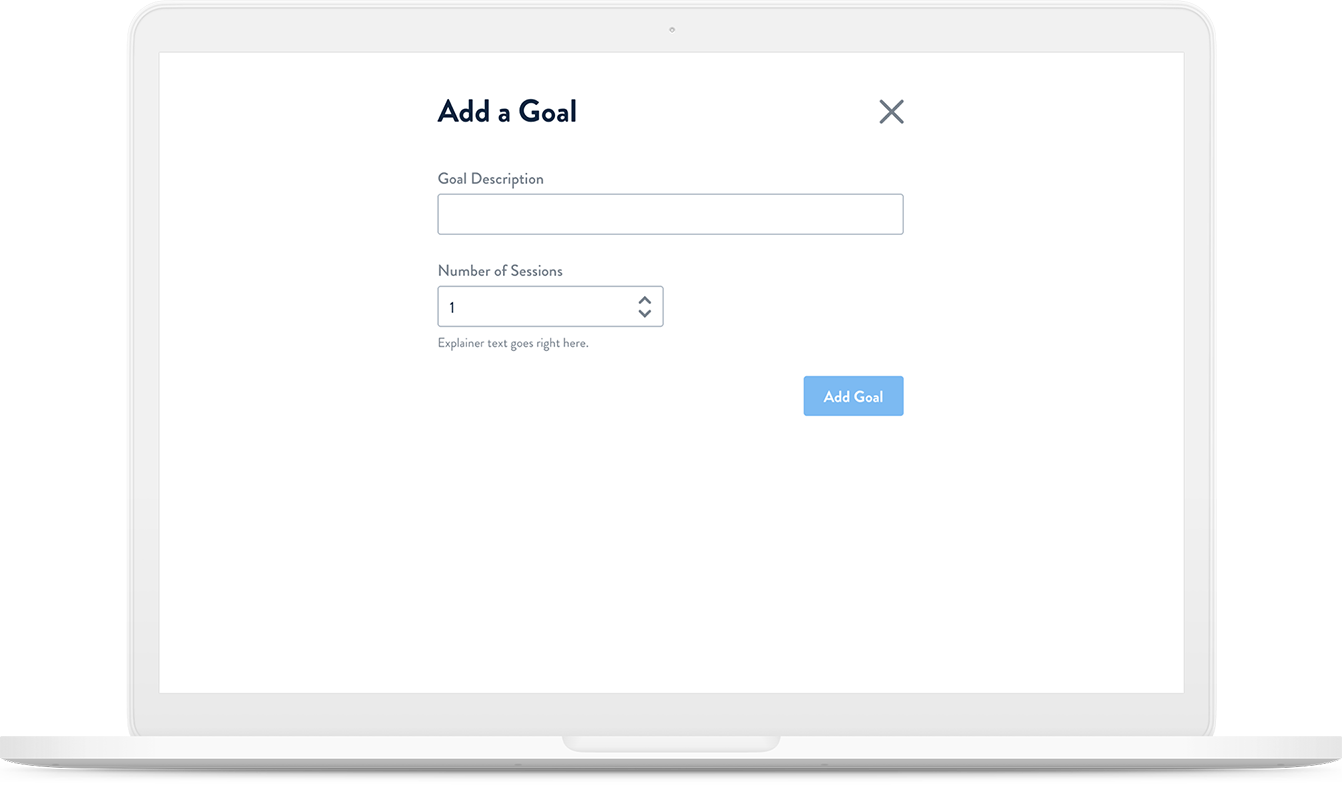 Add a Goal
Goal Description
Number of Sessions
1
Explainer text goes right here.
Add Goal